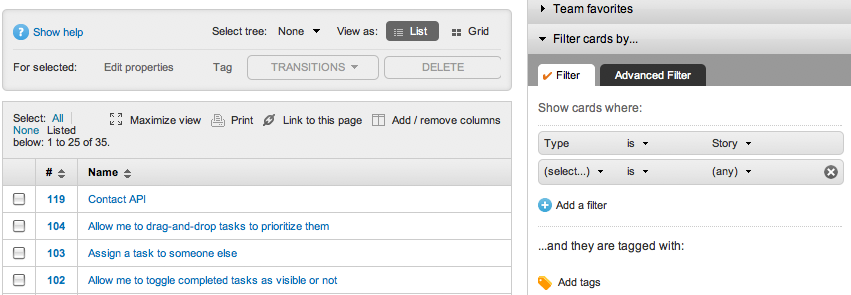 Show help
Select tree: None View as: List Grid
For selected: Edit properties Tag TRANSITIONS DELETE
Select: All
None Listed
below: 1 to 25 of 35.
Maximize view Print Link to this page Add / remove columns
# Name
119 Contact API
104 Allow me to drag-and-drop tasks to prioritize them
103 Assign a task to someone else
102 Allow me to toggle completed tasks as visible or not
Team favorites
Filter cards by...
Filter Advanced Filter
Show cards where:
Type is Story
(select...) is (any)
Add a filter
...and they are tagged with:
Add tags